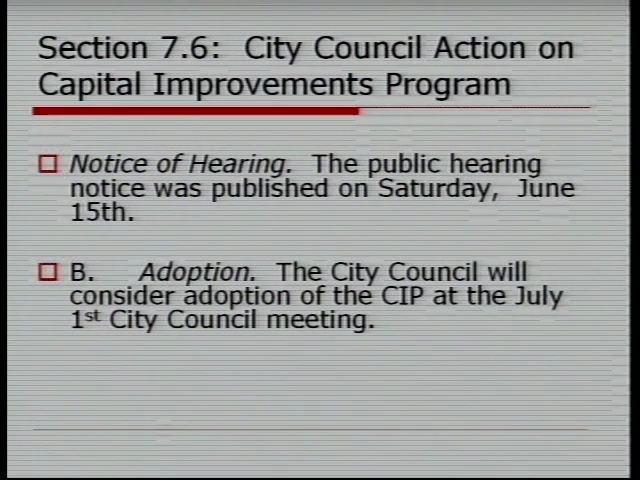 Section 7.6: City Council Action on
Capital Improvements Program
Notice of Hearing. The public hearing
notice was published on Saturday, June
15th.
B. Adoption. The City Council will
consider adoption of the CIP at the July
1st City Council meeting.